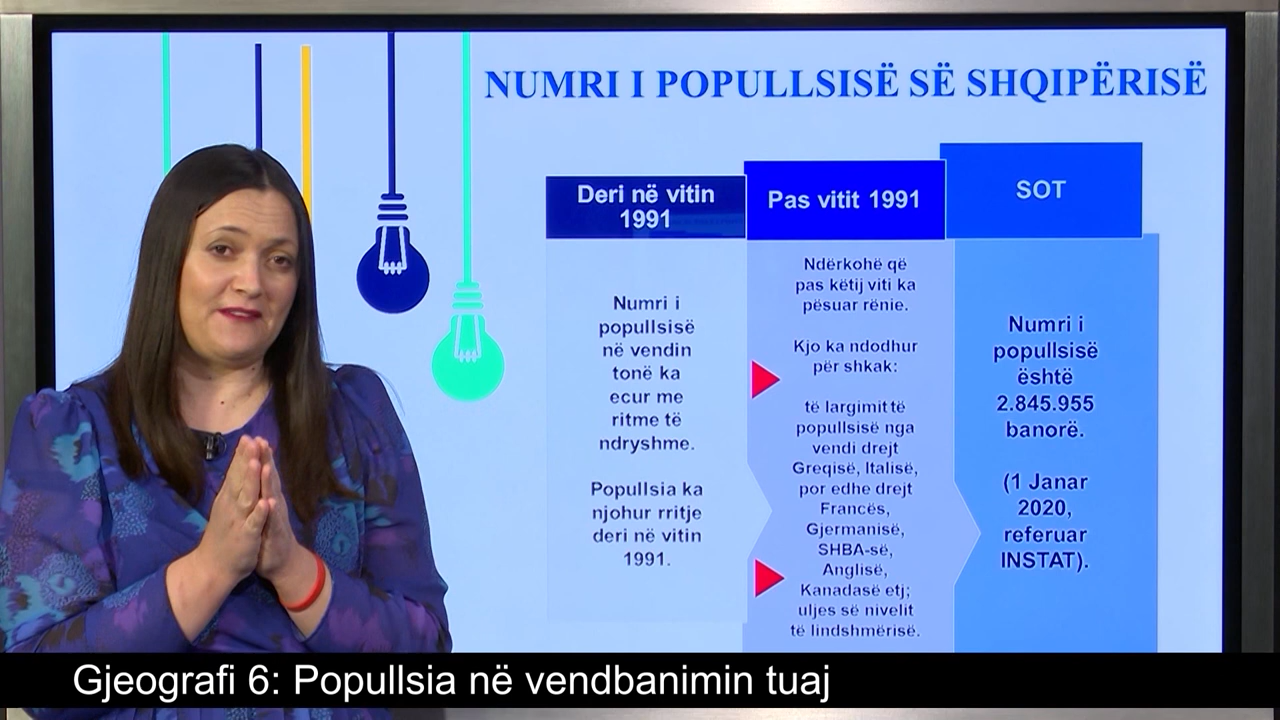 NUMRI I POPULLSISË SË SHQIPËRISË
Deri në vitin
1991
Numri i
popullsisë
në vendin
tonë ka
ecur me
ritme të
ndryshme.
Popullsia ka
njohur rritje
deri në vitin
1991.
Pas vitit 1991
Ndërkohë që
pas këtij viti ka
pësuar rënie.
Kjo ka ndodhur
për shkak:
të largimit të
popullsisë nga
vendi drejt
Greqisë, Italisë,
por edhe drejt
Francës,
Gjermanisë,
SHBA-së,
Anglisë,
Kanadasë etj;
uljes së nivelit
të lindshmërisë.
SOT
Numri i
popullsisë
është
2.845.955
banorë.
(1 Janar
2020,
referuar
INSTAT).
Gjeografi 6: Popullsia në vendbanimin tuaj